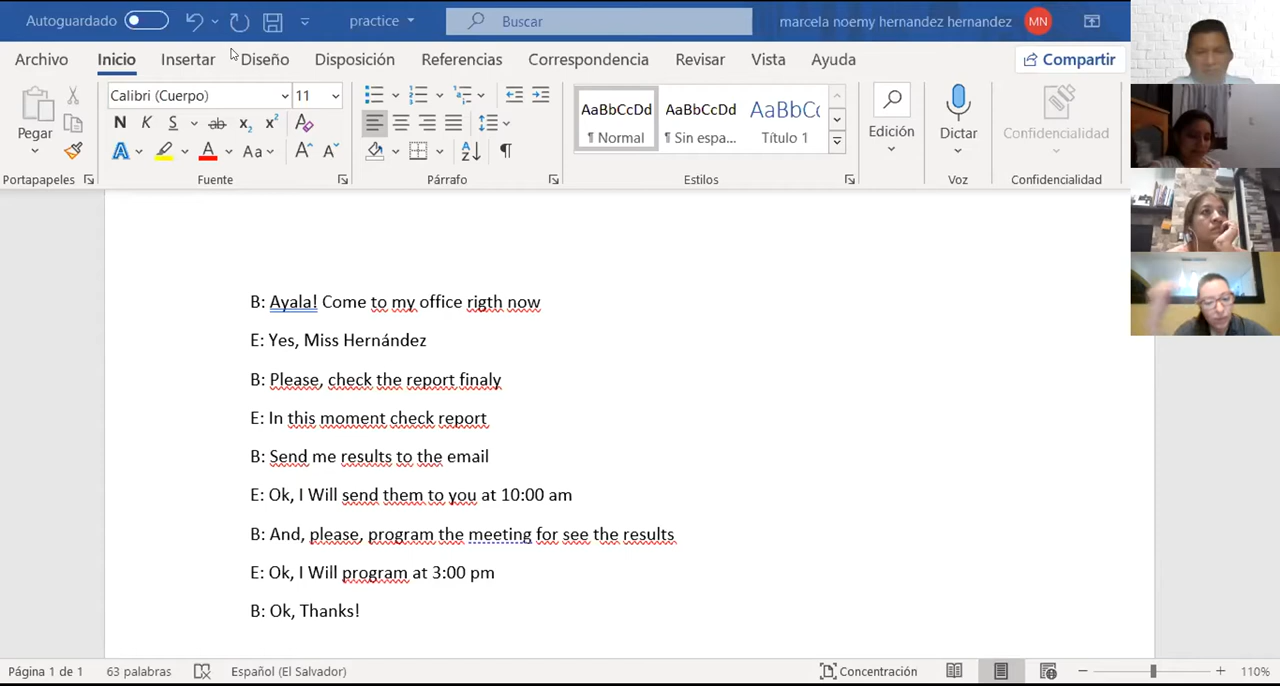 Autoguardado
practice
Buscar
marcela noemy hernandez hernandez
MN
Archivo
Inicio
Insertar
Diseño
Disposición
Referencias
Correspondencia
Revisar
Vista
Ayuda
Compartir
Pegar
Calibri (Cuerpo)
11
N K S ab x₂ x²
A A Aa A A
AaBbCcDd AaBbCcDd AaBbCc
¶ Normal ¶ Sin espa... Título 1
Edición
Dictar
Confidencialidad
Portapapeles
Fuente
Párrafo
Estilos
Voz
Confidencialidad
B: Ayala! Come to my office rigth now
E: Yes, Miss Hernández
B: Please, check the report finaly
E: In this moment check report
B: Send me results to the email
E: Ok, I Will send them to you at 10:00 am
B: And, please, program the meeting for see the results
E: Ok, I Will program at 3:00 pm
B: Ok, Thanks!
Página 1 de 1
63 palabras
Español (El Salvador)
Concentración
110%